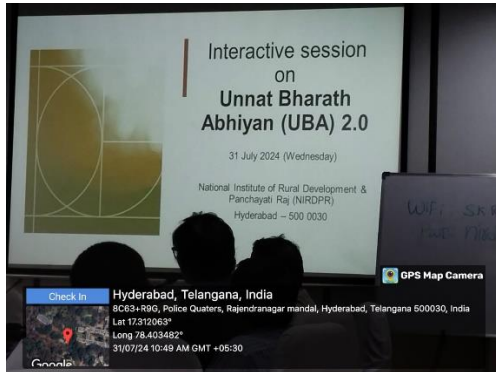 Interactive session
on
Unnat Bharath
Abhiyan (UBA) 2.0
31 July 2024 (Wednesday)
National Institute of Rural Development &
Panchayati Raj (NIRDPR)
Hyderabad – 500 0030
WiFi: SKR
GPS Map Camera
Check In
Hyderabad, Telangana, India
8C63+R9G, Police Quaters, Rajendranagar mandal, Hyderabad, Telangana 500030, India
Lat 17.312063°
Long 78.403482°
31/07/24 10:49 AM GMT +05:30
Google